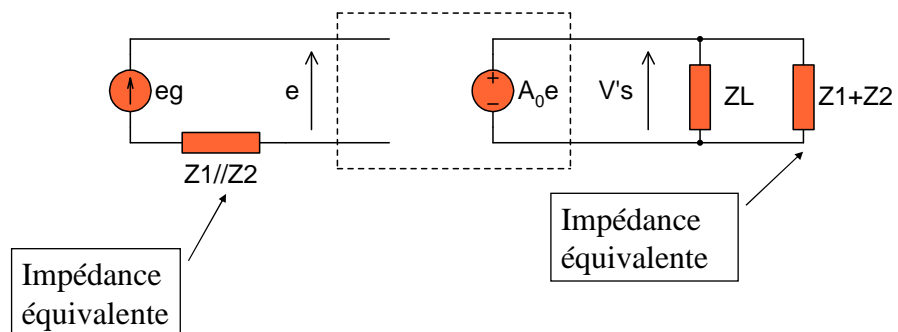 eg
e
A₀e
V's
ZL
Z1+Z2
Z1//Z2
Impédance
équivalente
Impédance
équivalente